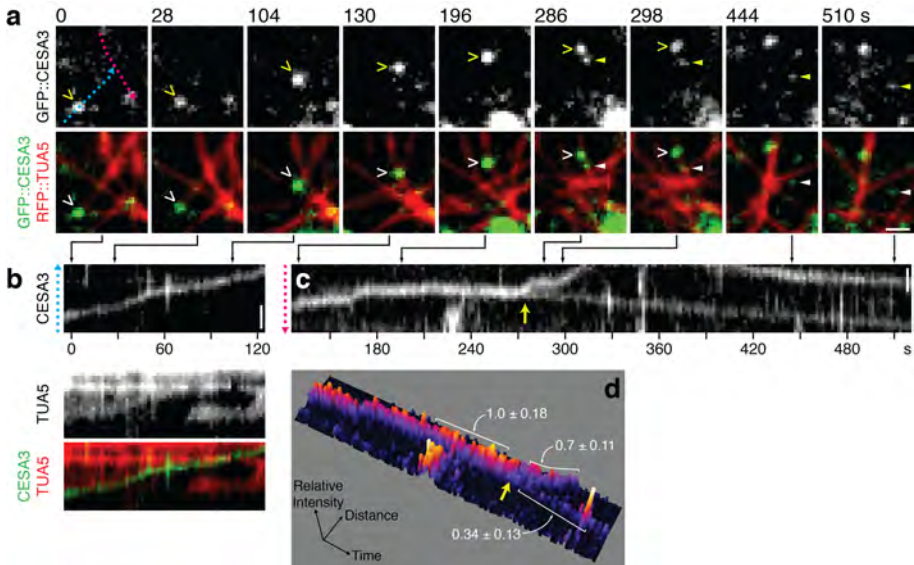 a
0 28 104 130 196 286 298 444 510 s
GFP::CESA3
GFP::CESA3
RFP::TUA5
b
c
CESA3
0 60 120
180 240 300 360 420 480 s
TUA5
CESA3
TUA5
d
1.0 ± 0.18
0.7 ± 0.11
0.34 ± 0.13
Relative
Intensity
Distance
Time